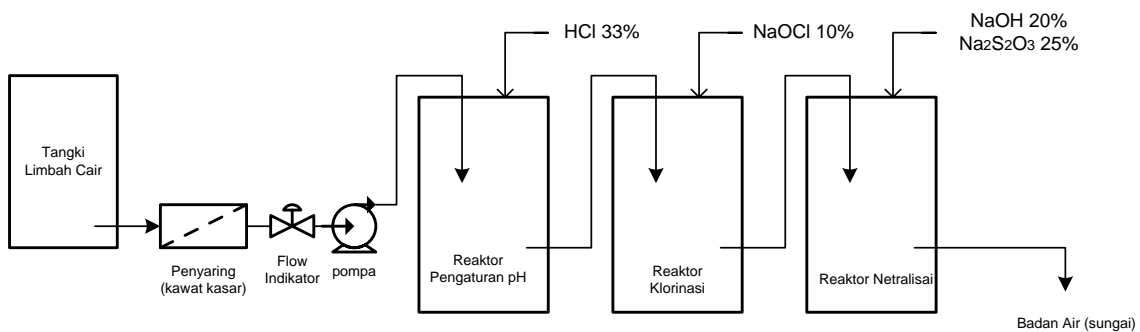 HCl 33%
NaOCl 10%
NaOH 20%
Na2S2O3 25%
Tangki
Limbah Cair
Penyaring
(kawat kasar)
Flow
Indikator
pompa
Reaktor
Pengaturan pH
Reaktor
Klorinasi
Reaktor Netralisai
Badan Air (sungai)